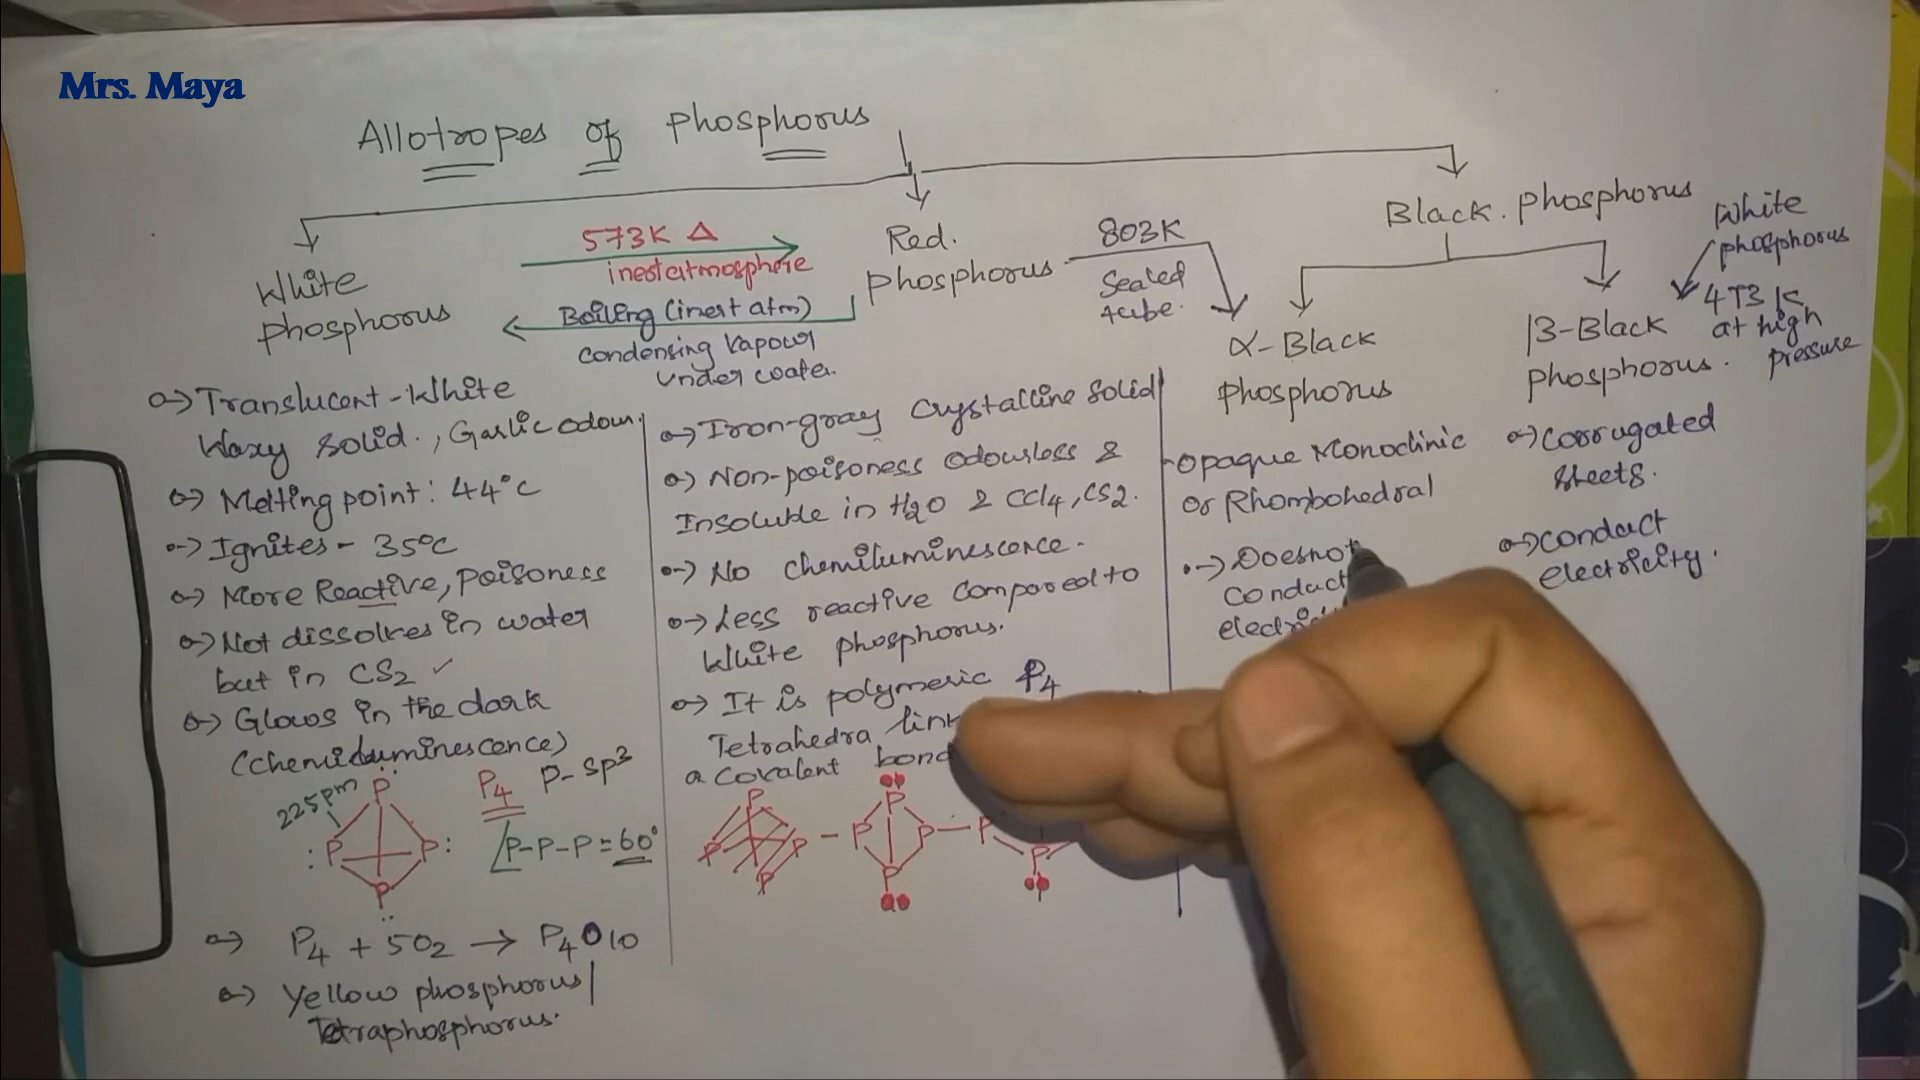 Mrs. Maya
Allotropes of Phosphorus
White
phosphorus
573K Δ
inert atmosphere
Boiling (inert atm)
condensing vapour
under water.
Red.
phosphorus
803K
Sealed
tube.
Black. phosphorus
α-Black
phosphorus
β-Black
phosphorus.
White
phosphorus
473 K
at high
pressure
→ Translucent - White
Waxy solid., Garlic odour.
→ Melting point: 44°C
→ Ignites - 35°C
→ More Reactive, poisoness
→ Not dissolves in water
but in CS2 ✓
→ Glows in the dark
(chemiluminescence)
225pm
P
P P
P
P4 P- sp3
P-P-P = 60°
→ P4 + 5O2 → P4O10
→ Yellow phosphorus/
Tetraphosphorus.
→ Iron-gray Crystalline Solid
→ Non-poisoness odourless &
Insoluble in H2O & CCl4, CS2.
→ No chemiluminescence.
→ Less reactive compared to
White phosphorus.
→ It is polymeric P4
Tetrahedra
a covalent
P P
P P - P P - P
P P P
- opaque Monoclinic
or Rhombohedral
→ Doesnot
conduct
→ corrugated
sheets.
→ conduct
electricity.